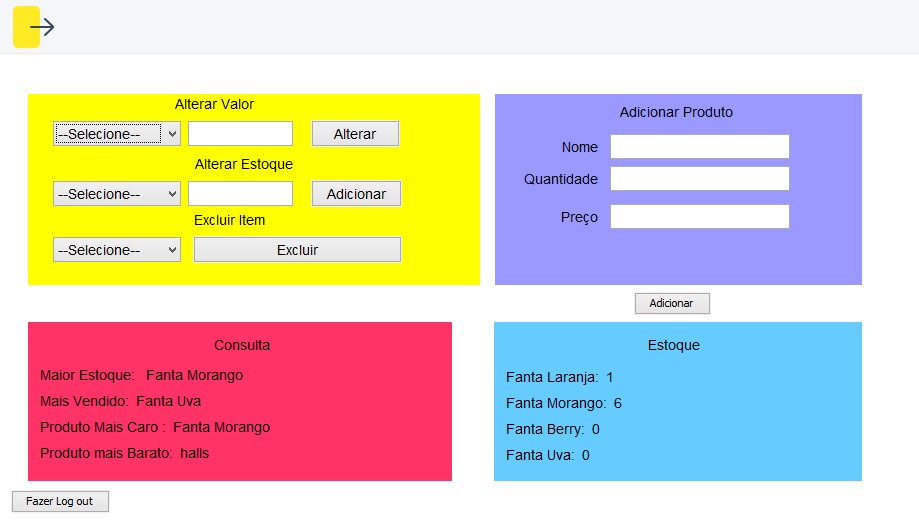 Alterar Valor
--Selecione-- Alterar
Alterar Estoque
--Selecione-- Adicionar
Excluir Item
--Selecione-- Excluir
Adicionar Produto
Nome
Quantidade
Preço
Adicionar
Consulta
Maior Estoque: Fanta Morango
Mais Vendido: Fanta Uva
Produto Mais Caro : Fanta Morango
Produto mais Barato: halls
Estoque
Fanta Laranja: 1
Fanta Morango: 6
Fanta Berry: 0
Fanta Uva: 0
Fazer Log out